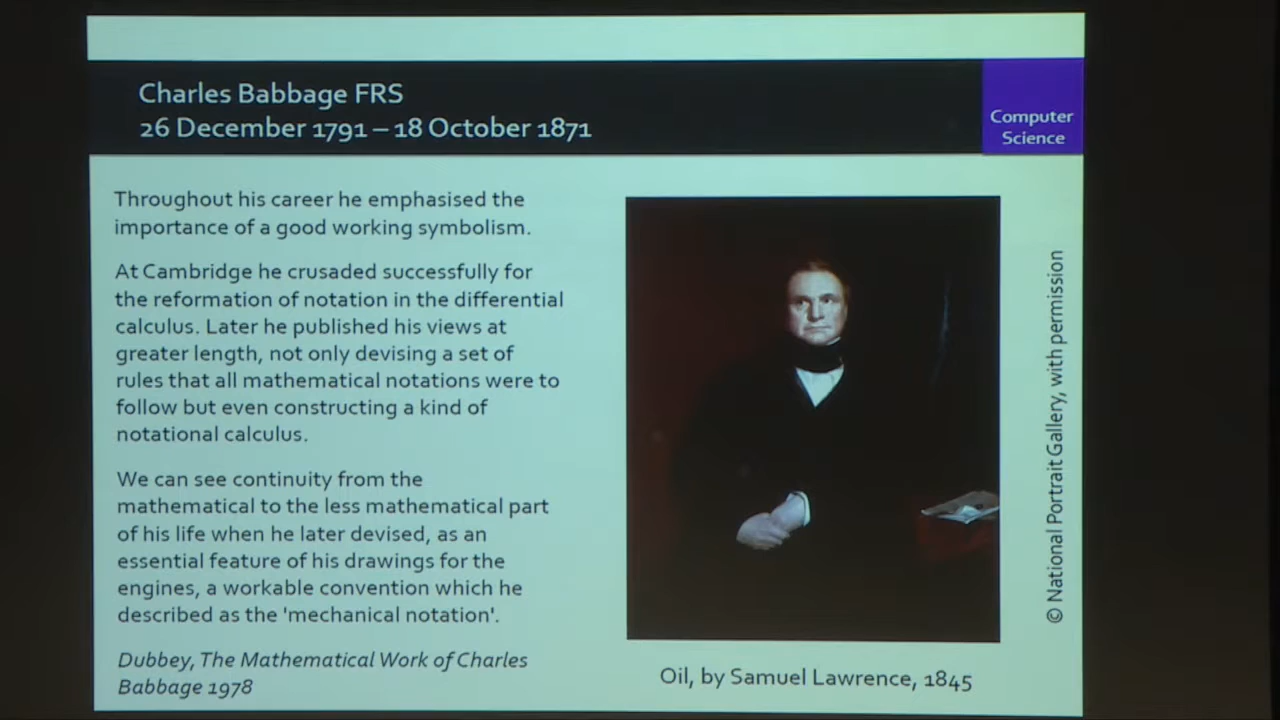 Charles Babbage FRS
26 December 1791 – 18 October 1871
Computer
Science
Throughout his career he emphasised the
importance of a good working symbolism.
At Cambridge he crusaded successfully for
the reformation of notation in the differential
calculus. Later he published his views at
greater length, not only devising a set of
rules that all mathematical notations were to
follow but even constructing a kind of
notational calculus.
We can see continuity from the
mathematical to the less mathematical part
of his life when he later devised, as an
essential feature of his drawings for the
engines, a workable convention which he
described as the 'mechanical notation'.
Dubbey, The Mathematical Work of Charles
Babbage 1978
© National Portrait Gallery, with permission
Oil, by Samuel Lawrence, 1845